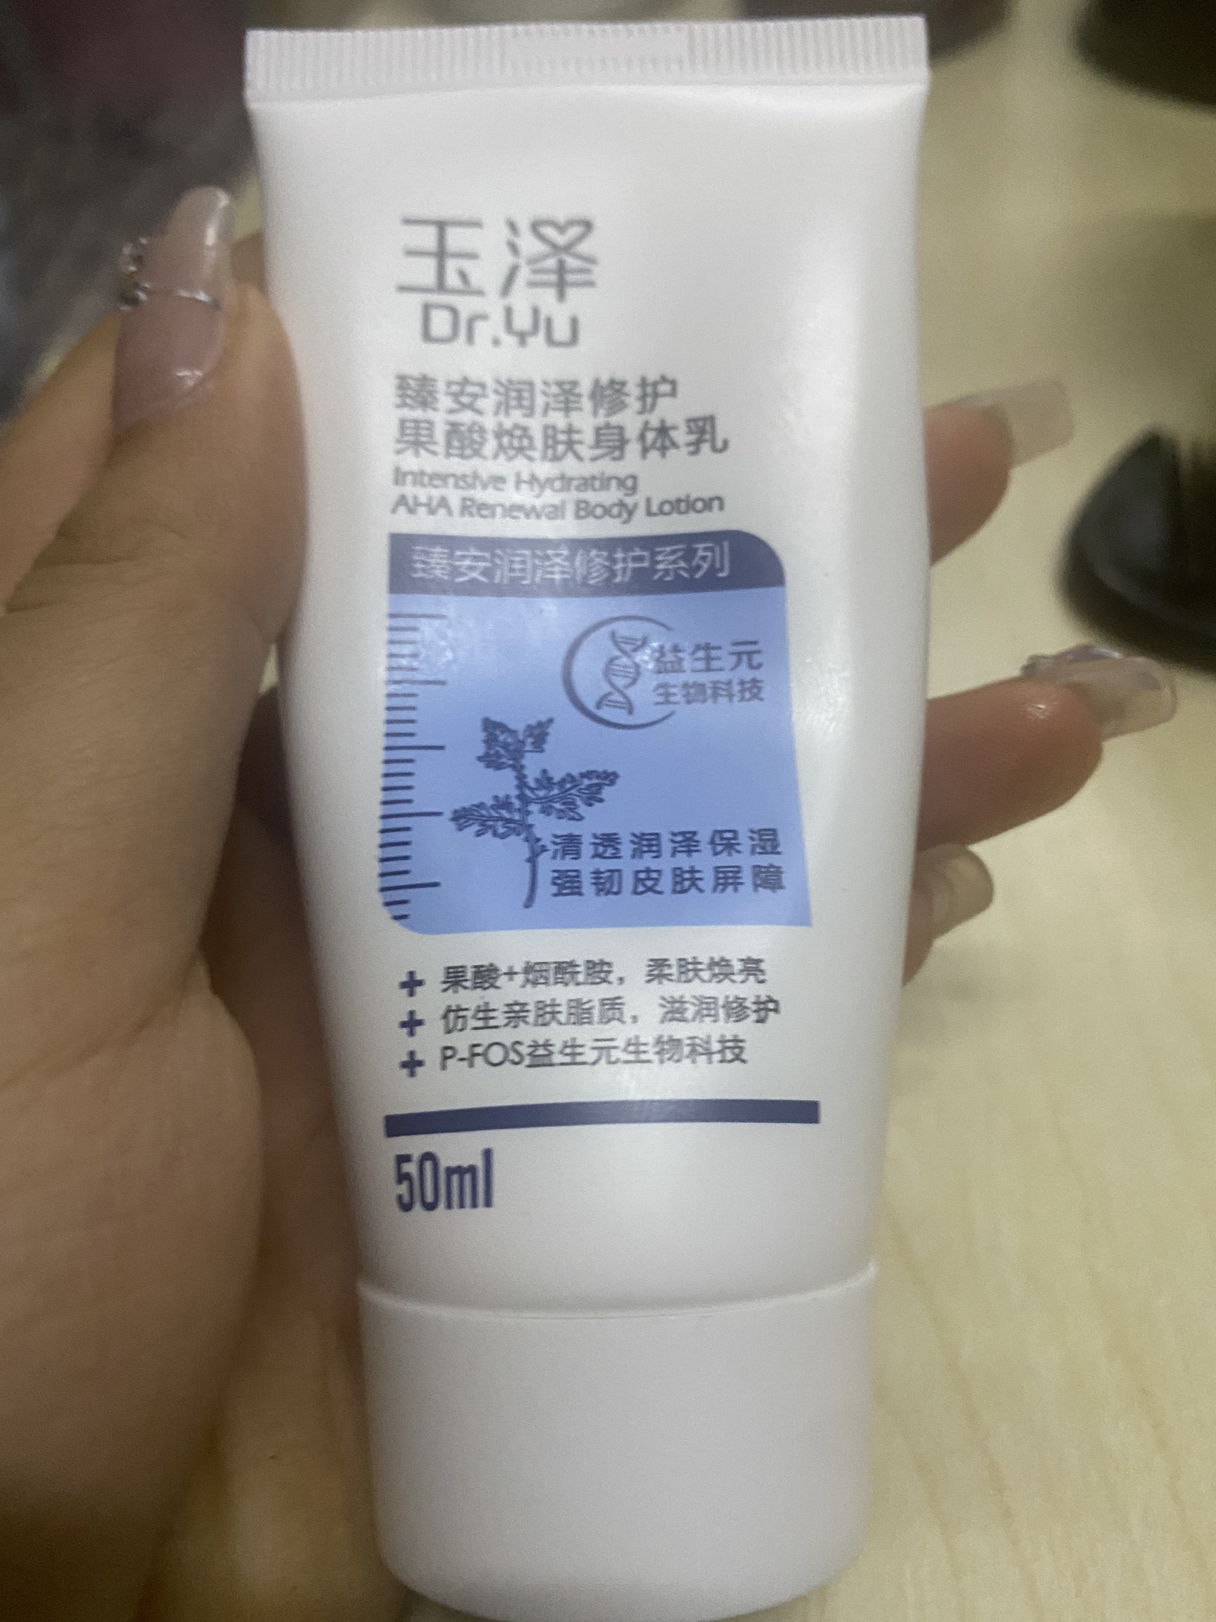 玉泽
Dr.Yu
臻安润泽修护
果酸焕肤身体乳
Intensive Hydrating
AHA Renewal Body Lotion
臻安润泽修护系列
益生元
生物科技
清透润泽保湿
强韧皮肤屏障
+ 果酸+烟酰胺，柔肤焕亮
+ 仿生亲肤脂质，滋润修护
+ P-FOS益生元生物科技
50ml